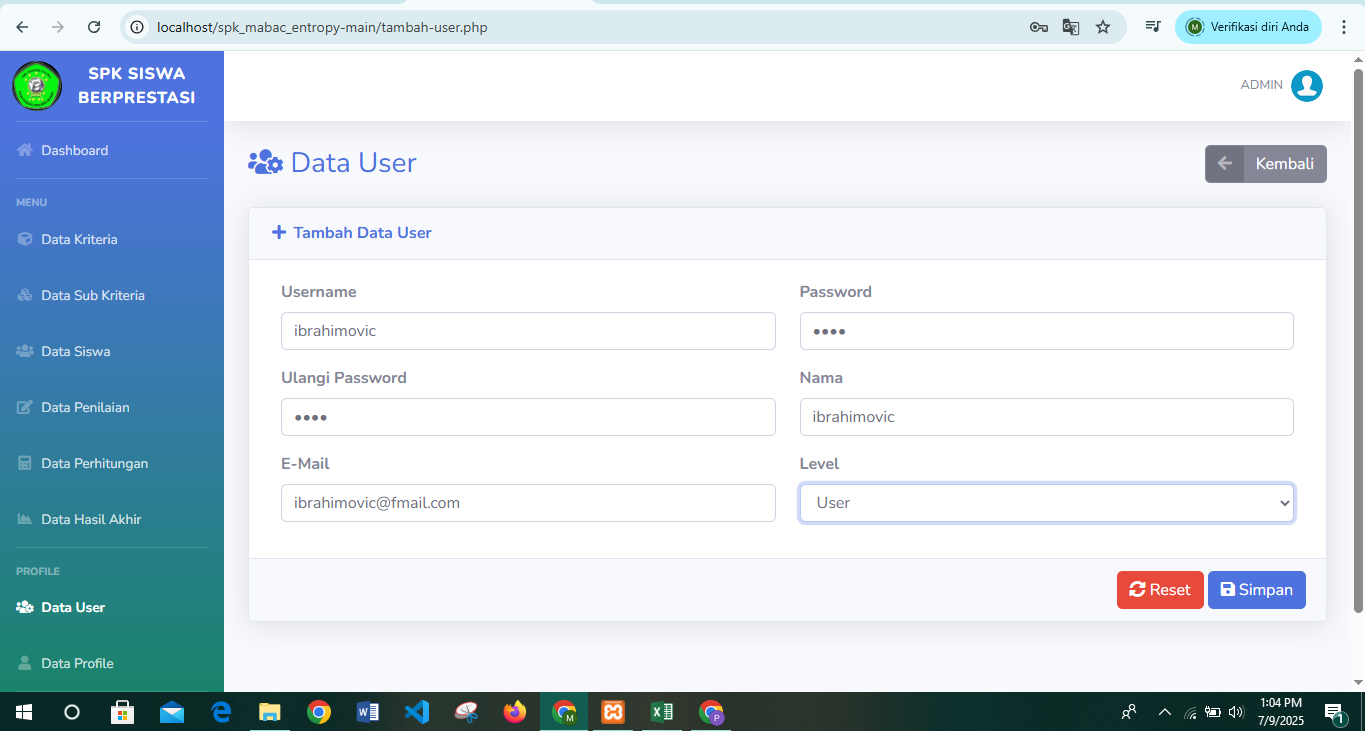 localhost/spk_mabac_entropy-main/tambah-user.php
Verifikasi diri Anda
SPK SISWA
BERPRESTASI
ADMIN
Dashboard
MENU
Data Kriteria
Data Sub Kriteria
Data Siswa
Data Penilaian
Data Perhitungan
Data Hasil Akhir
PROFILE
Data User
Data Profile
Data User
Kembali
Tambah Data User
Username
Password
ibrahimovic
••••
Ulangi Password
Nama
••••
ibrahimovic
E-Mail
Level
ibrahimovic@fmail.com
User
Reset
Simpan
1:04 PM
7/9/2025